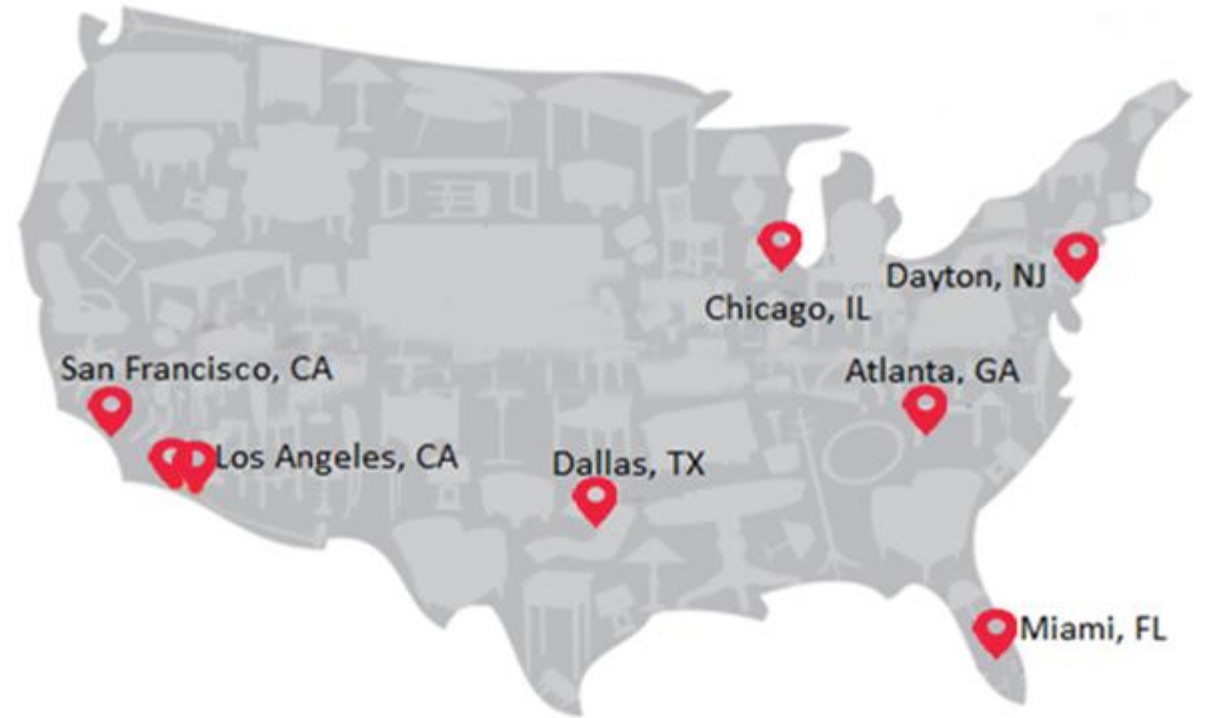 Dayton, NJ
Chicago, IL
San Francisco, CA
Atlanta, GA
Los Angeles, CA
Dallas, TX
Miami, FL